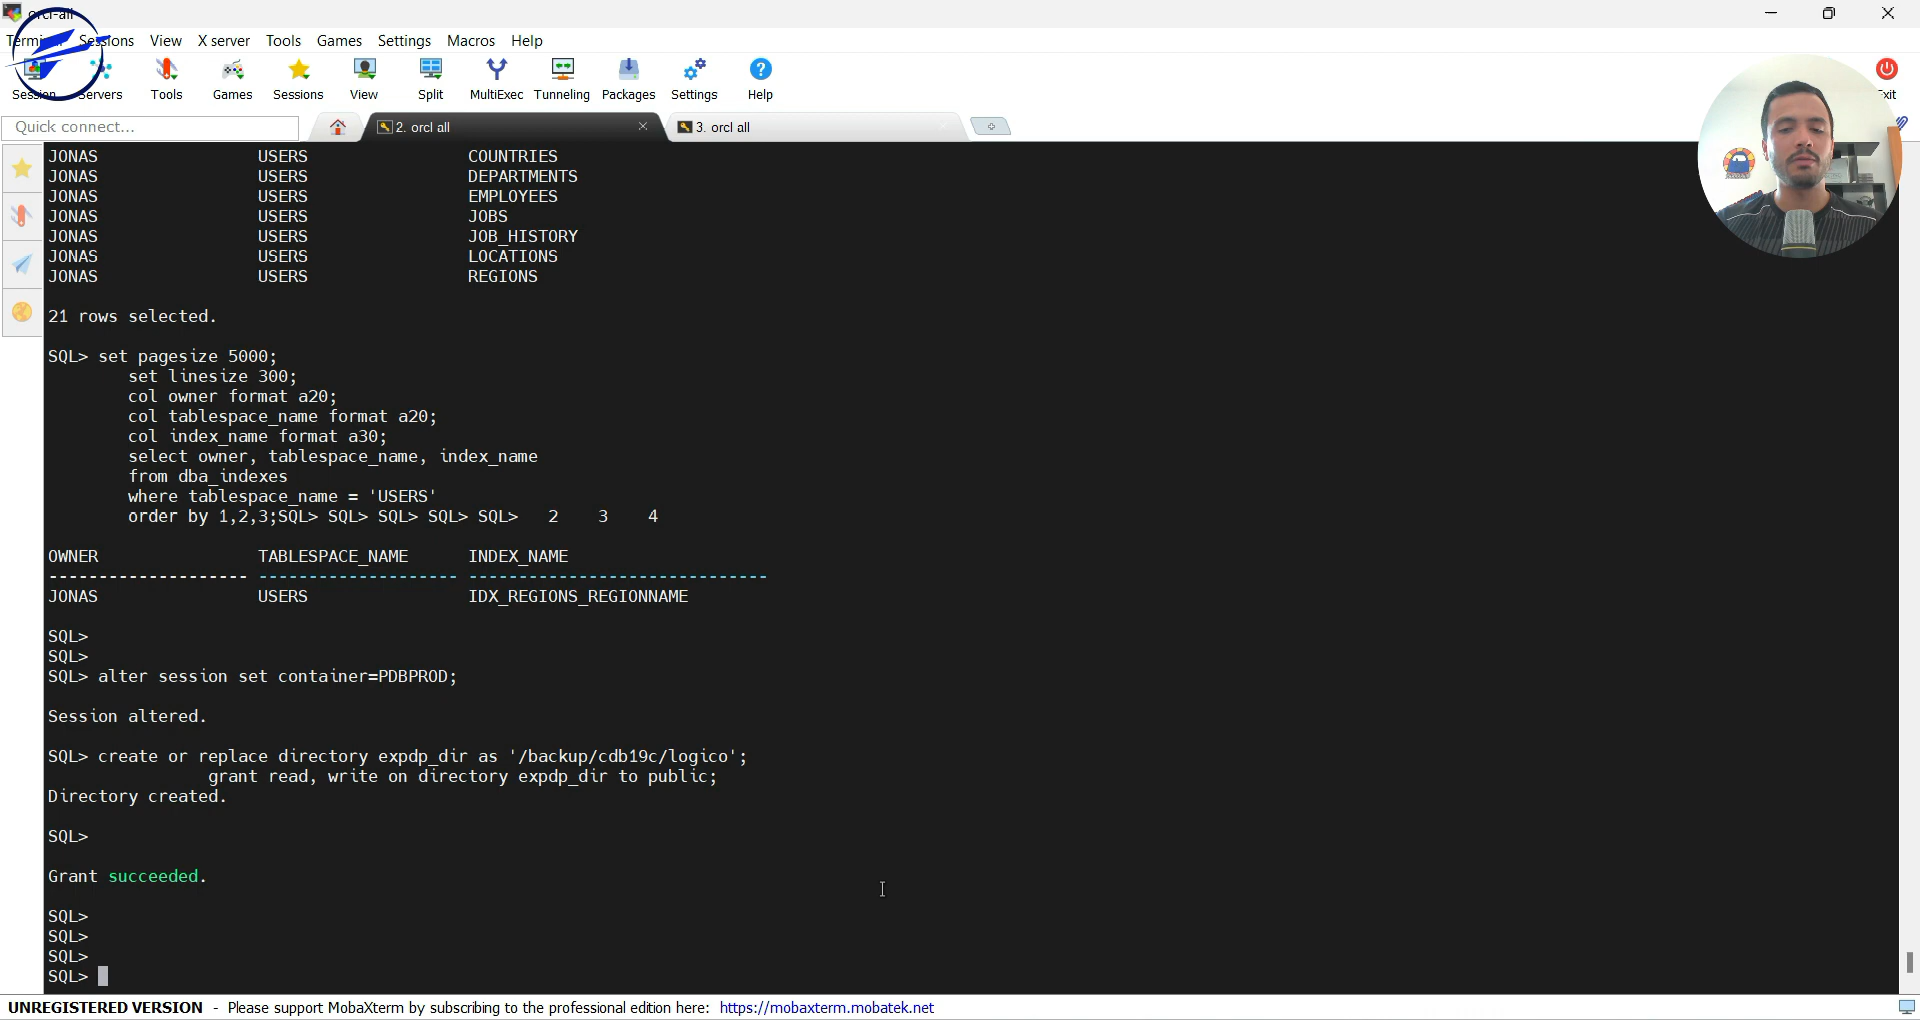 orcl-all
Sessions View X server Tools Games Settings Macros Help
Session Servers Tools Games Sessions View Split MultiExec Tunneling Packages Settings Help
Quick connect... 2. orcl all 3. orcl all
JONAS USERS COUNTRIES
JONAS USERS DEPARTMENTS
JONAS USERS EMPLOYEES
JONAS USERS JOBS
JONAS USERS JOB_HISTORY
JONAS USERS LOCATIONS
JONAS USERS REGIONS
21 rows selected.
SQL> set pagesize 5000;
set linesize 300;
col owner format a20;
col tablespace_name format a20;
col index_name format a30;
select owner, tablespace_name, index_name
from dba_indexes
where tablespace_name = 'USERS'
order by 1,2,3;SQL> SQL> SQL> SQL> SQL> 2 3 4
OWNER TABLESPACE_NAME INDEX_NAME
-------------------- -------------------- ------------------------------
JONAS USERS IDX_REGIONS_REGIONNAME
SQL>
SQL>
SQL> alter session set container=PDBPROD;
Session altered.
SQL> create or replace directory expdp_dir as '/backup/cdb19c/logico';
grant read, write on directory expdp_dir to public;
Directory created.
SQL>
Grant succeeded.
SQL>
SQL>
SQL>
SQL>
UNREGISTERED VERSION - Please support MobaXterm by subscribing to the professional edition here: https://mobaxterm.mobatek.net